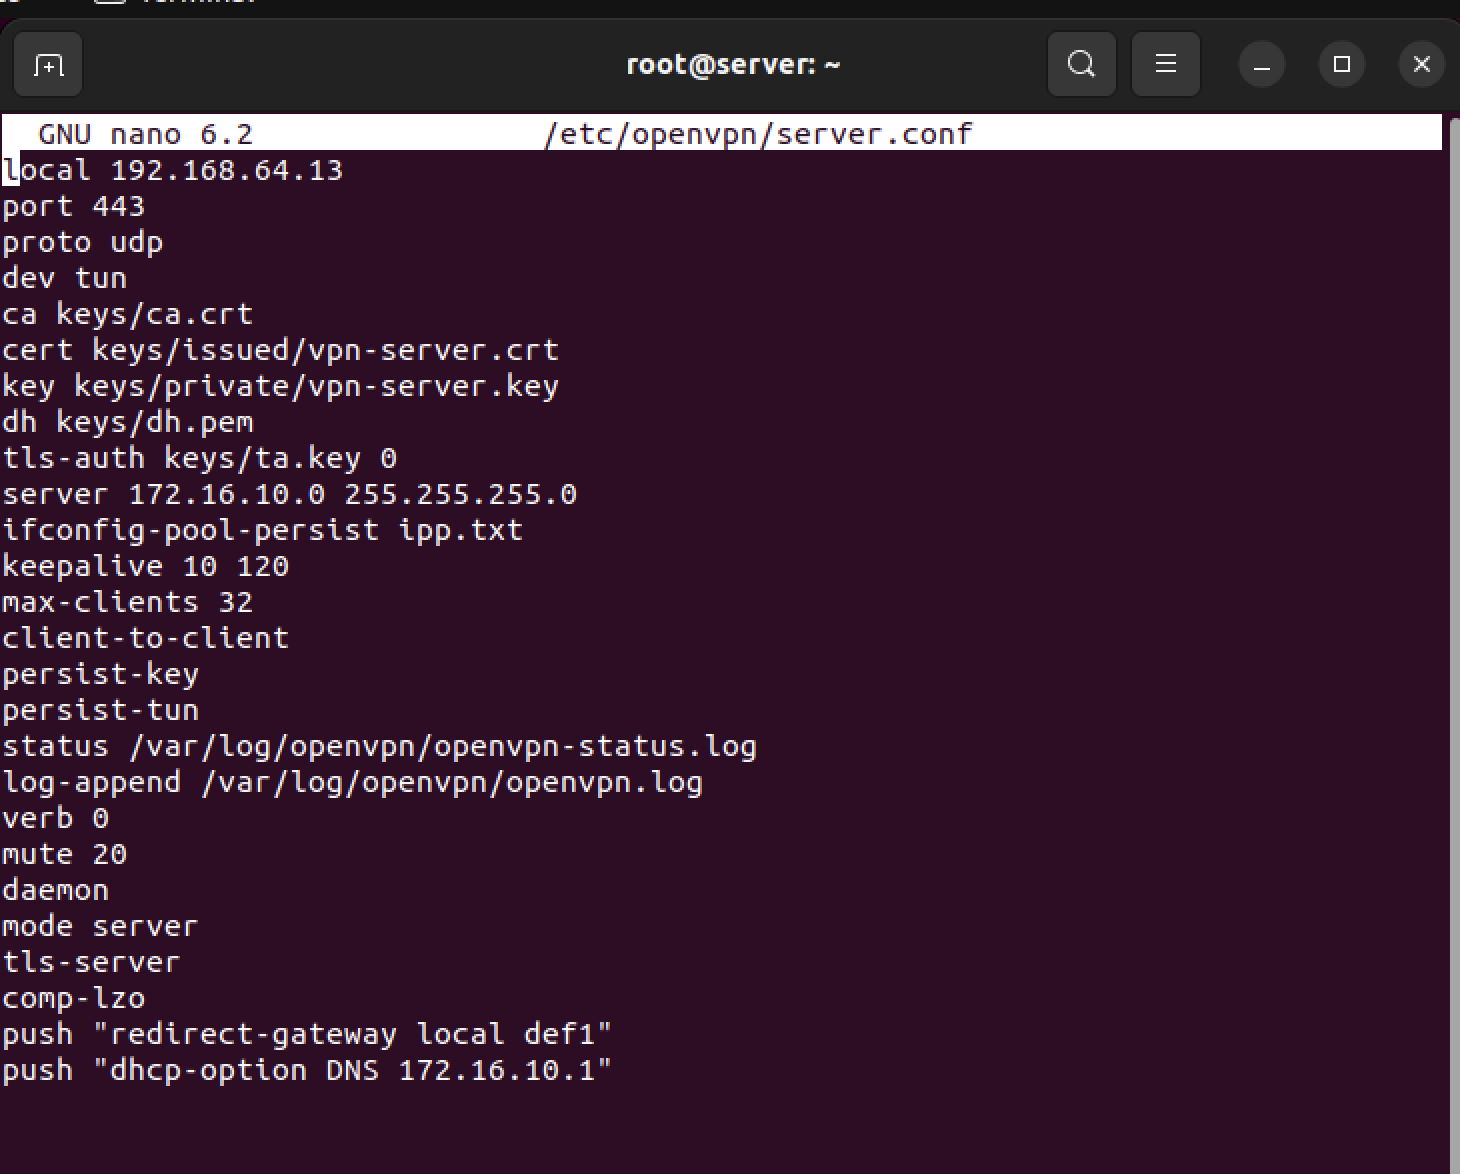 root@server: ~
GNU nano 6.2 /etc/openvpn/server.conf
local 192.168.64.13
port 443
proto udp
dev tun
ca keys/ca.crt
cert keys/issued/vpn-server.crt
key keys/private/vpn-server.key
dh keys/dh.pem
tls-auth keys/ta.key 0
server 172.16.10.0 255.255.255.0
ifconfig-pool-persist ipp.txt
keepalive 10 120
max-clients 32
client-to-client
persist-key
persist-tun
status /var/log/openvpn/openvpn-status.log
log-append /var/log/openvpn/openvpn.log
verb 0
mute 20
daemon
mode server
tls-server
comp-lzo
push "redirect-gateway local def1"
push "dhcp-option DNS 172.16.10.1"